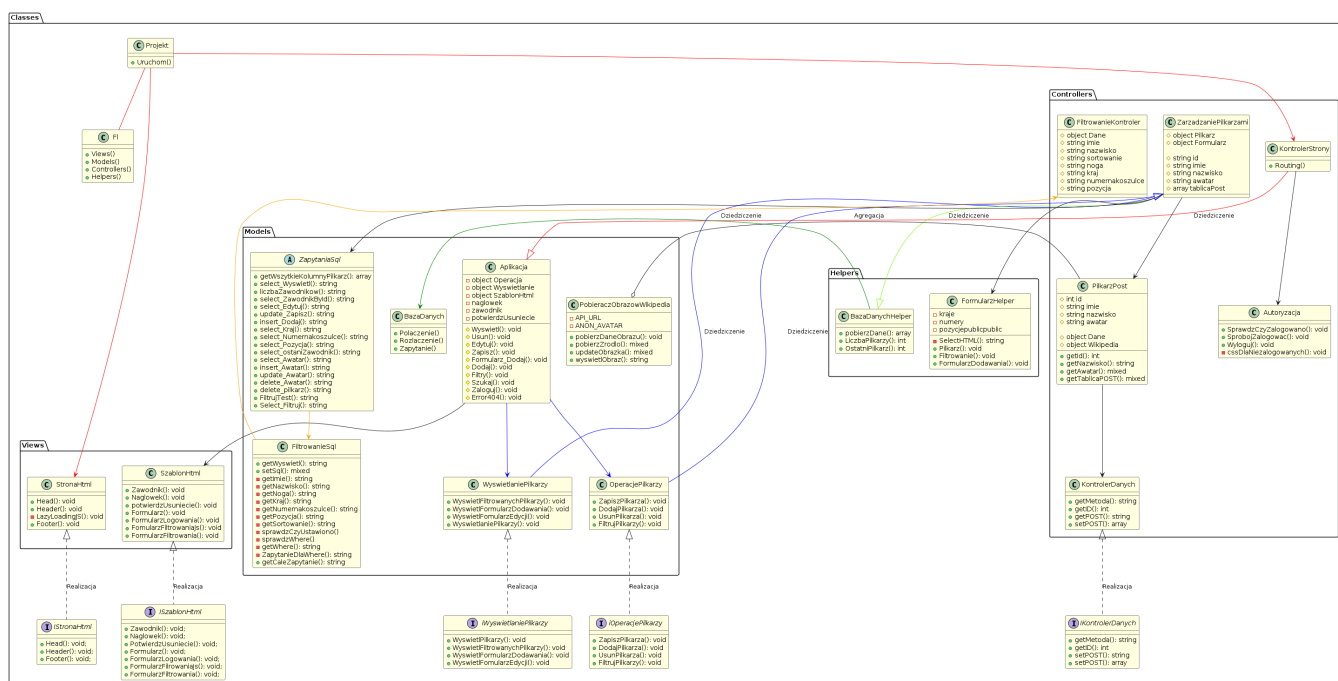 Classes
C Projekt
Uruchom()
C FI
Views()
Models()
Controllers()
Helpers()
Controllers
C FiltrowanieKontroler
object Dane
string imie
string nazwisko
string sortowanie
string noga
string kraj
string numernakoszulce
string pozycja
C ZarzadzaniePilkarzami
object Pilkarz
object Formularz
string id
string imie
string nazwisko
string awatar
array tablicaPost
C KontrolerStrony
Routing()
Dziedziczenie
Agregacja
Dziedziczenie
Dziedziczenie
Models
A ZapytaniaSql
getWszytkieKolumnyPilkarz(): array
select_Wyswietl(): string
liczbaZawodnikow(): string
select_ZawodnikById(): string
select_Edytuj(): string
update_Zapisz(): string
insert_Dodaj(): string
select_Kraj(): string
select_Numernakoszulce(): string
select_Pozycja(): string
select_ostaniZawodnik(): string
select_Avatar(): string
insert_Awatar(): string
update_Awatar(): string
delete_Awatar(): string
delete_pilkarz(): string
FiltrujTest(): string
Select_Filtruj(): string
C BazaDanych
Polaczenie()
Rozlaczenie()
Zapytanie()
C Aplikacja
object Operacja
object Wyswietlanie
object SzablonHtml
naglowek
zawodnik
potwierdzUsuniecie
Wyswietl(): void
Usun(): void
Edytuj(): void
Zapisz(): void
Formularz_Dodaj(): void
Dodaj(): void
Filtry(): void
Szukaj(): void
Zaloguj(): void
Error404(): void
C PobieraczObrazowWikipedia
API_URL
ANON_AVATAR
pobierzDaneObrazu(): void
pobierzZrodlo(): mixed
updateObrazka(): mixed
wyswietlObraz(): string
Dziedziczenie
Dziedziczenie
Helpers
C BazaDanychHelper
pobierzDane(): array
LiczbaPilkarzy(): int
OstatniPilkarz(): int
C FormularzHelper
kraje
numery
pozycjepublicpublic
SelectHTML(): string
Pilkarz(): void
Filtrowanie(): void
FormularzDodawania(): void
C PilkarzPost
int id
string imie
string nazwisko
string awatar
object Dane
object Wikipedia
getId(): int
getNazwisko(): string
getAwatar(): mixed
getTablicaPOST(): mixed
C Autoryzacja
SprawdzCzyZalogowano(): void
SprobojZalogowac(): void
Wyloguj(): void
cssDlaNiezalogowanych(): void
Views
C StronaHtml
Head(): void
Header(): void
LazyLoadingJS(): void
Footer(): void
C SzablonHtml
Zawodnik(): void
Naglowek(): void
potwierdzUsuniecie(): void
Formularz(): void
FormularzLogowania(): void
FomularzFiltrowaniaJs(): void
FormularzFiltrowania(): void
C FiltrowanieSql
getWyswietl(): string
setSql(): mixed
getImie(): string
getNazwisko(): string
getNoga(): string
getKraj(): string
getNumernakoszulce(): string
getPozycja(): string
getSortowanie(): string
sprawdzCzyUstawiono()
sprawdzWhere()
getWhere(): string
ZapytanieDlaWhere(): string
getCaleZapytanie(): string
C WyswietlaniePilkarzy
WyswietlFiltrowanychPilkarzy(): void
WyswietlFormularzDodawania(): void
WyswietlFomularzEdycji(): void
WyswietlaniePilkarzy(): void
C OperacjePilkarzy
ZapiszPilkarza(): void
DodajPilkarza(): void
UsunPilkarza(): void
FiltrujPilkarzy(): void
C KontrolerDanych
getMetoda(): string
getID(): int
getPOST(): string
setPOST(): array
Realizacja
Realizacja
Realizacja
Realizacja
Realizacja
I IStronaHtml
Head(): void;
Header(): void;
Footer(): void;
I ISzablonHtml
Zawodnik(): void;
Naglowek(): void;
PotwierdzUsuniecie(): void;
Formularz(): void;
FormularzLogowania(): void;
FormularzFilrowaniaJs(): void;
FormularzFiltrowania(): void;
I IWyswietlaniePilkarzy
WyswietlPilkarzy(): void
WyswietlFiltrowanychPilkarzy(): void
WyswietlFormularzDodawania(): void
WyswietlFomularzEdycji(): void
I IOperacjePilkarzy
ZapiszPilkarza(): void
DodajPilkarza(): void
UsunPilkarza(): void
FiltrujPilkarzy(): void
I IKontrolerDanych
getMetoda(): string
getID(): int
setPOST(): string
setPOST(): array